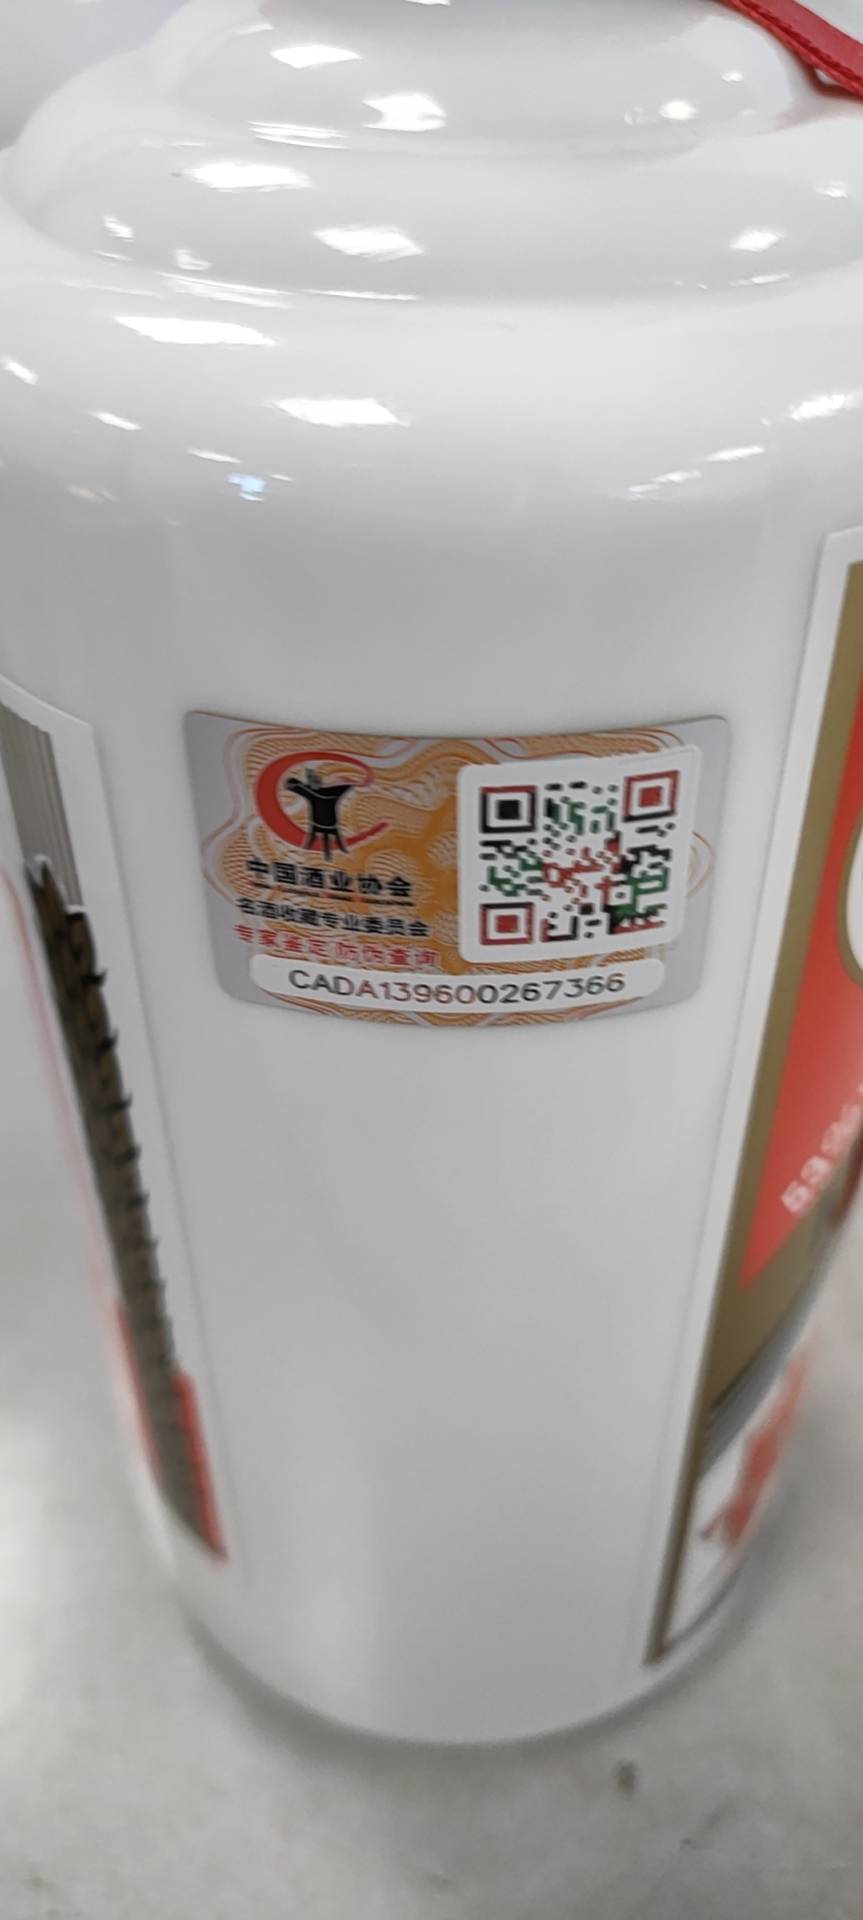 中国酒业协会
名酒收藏专业委员会
专家鉴定 防伪查询
CADA139600267366
53%